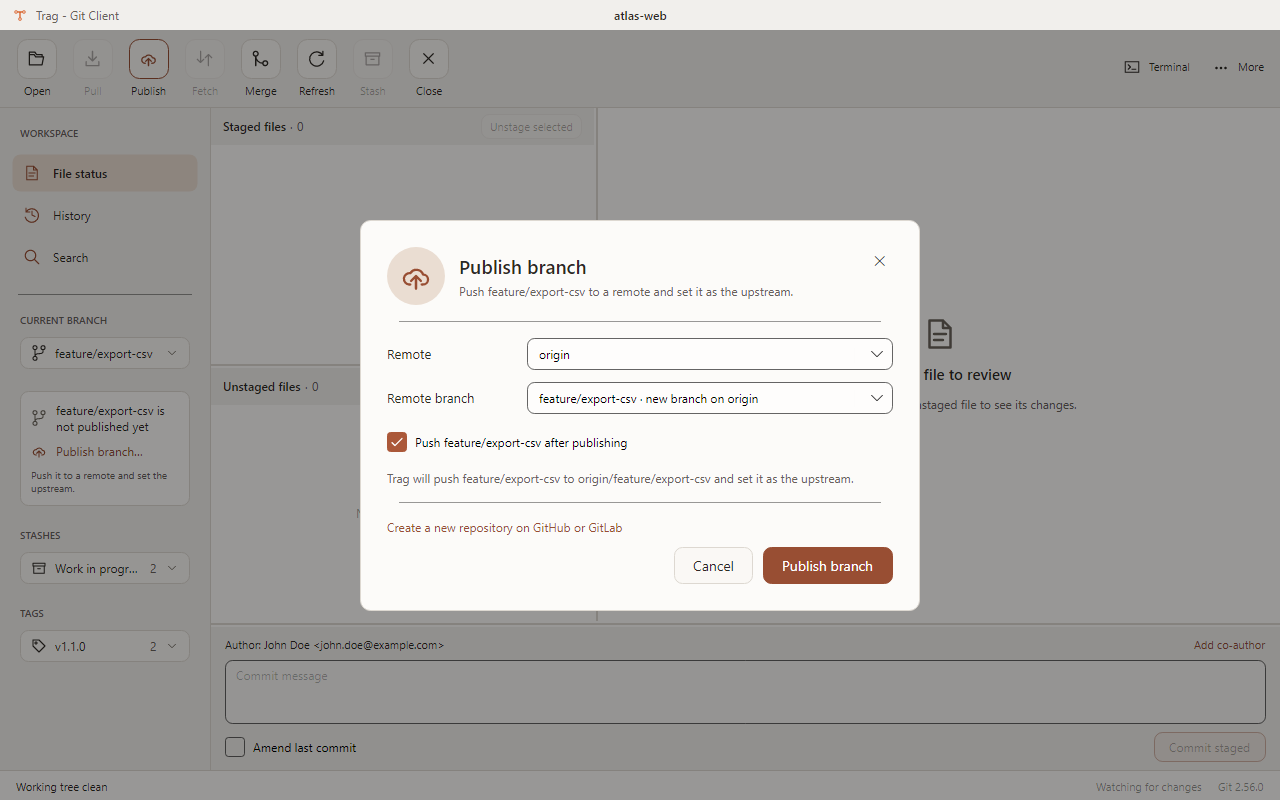 Trag - Git Client
atlas-web
Open
Pull
Publish
Fetch
Merge
Refresh
Stash
Close
Terminal
More
WORKSPACE
File status
History
Search
CURRENT BRANCH
feature/export-csv
feature/export-csv is
not published yet
Publish branch...
Push it to a remote and set the
upstream.
STASHES
Work in progr... 2
TAGS
v1.1.0 2
Staged files · 0
Unstage selected
Unstaged files · 0
file to review
file to see its changes.
Publish branch
Push feature/export-csv to a remote and set it as the upstream.
Remote
origin
Remote branch
feature/export-csv · new branch on origin
Push feature/export-csv after publishing
Trag will push feature/export-csv to origin/feature/export-csv and set it as the upstream.
Create a new repository on GitHub or GitLab
Cancel
Publish branch
Author: John Doe <john.doe@example.com>
Add co-author
Commit message
Amend last commit
Commit staged
Working tree clean
Watching for changes
Git 2.56.0